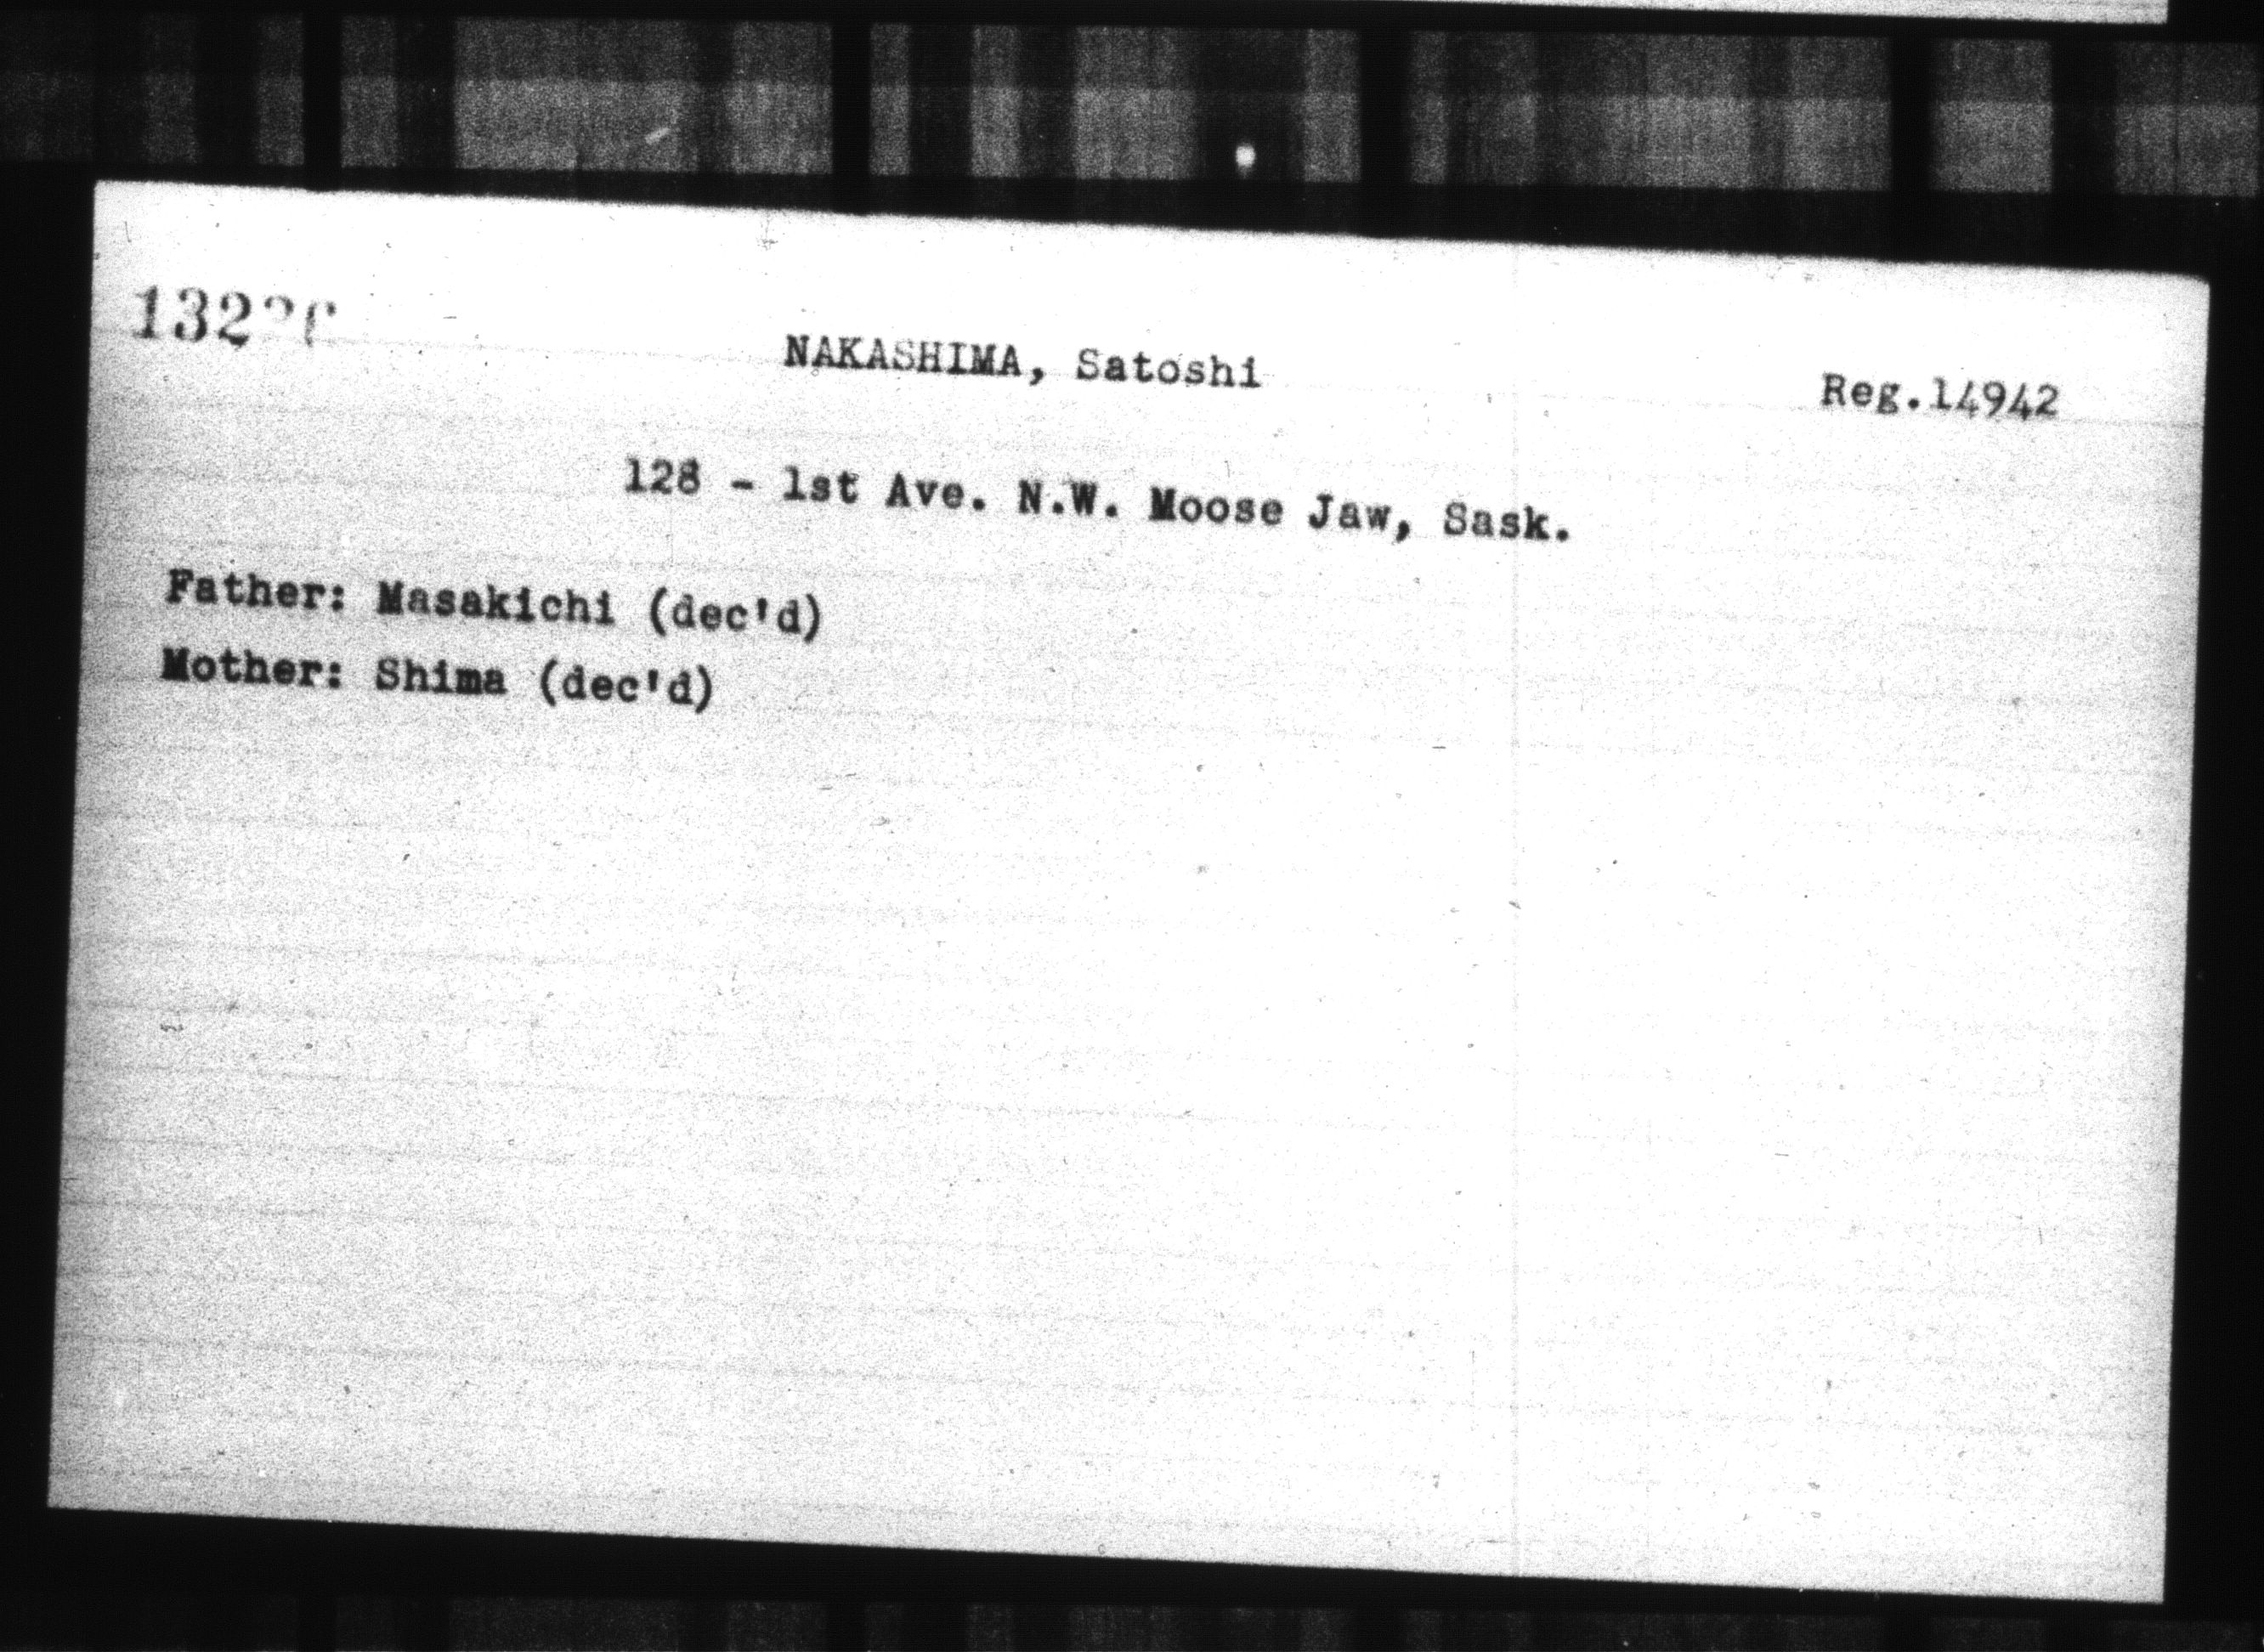 NAKASHIMA, Satoshi
Reg.14942
128 - 1st Ave. N.W. Moose Jaw, Sask.
Father: Masakichi (dec'd)
Mother: Shima (dec'd)